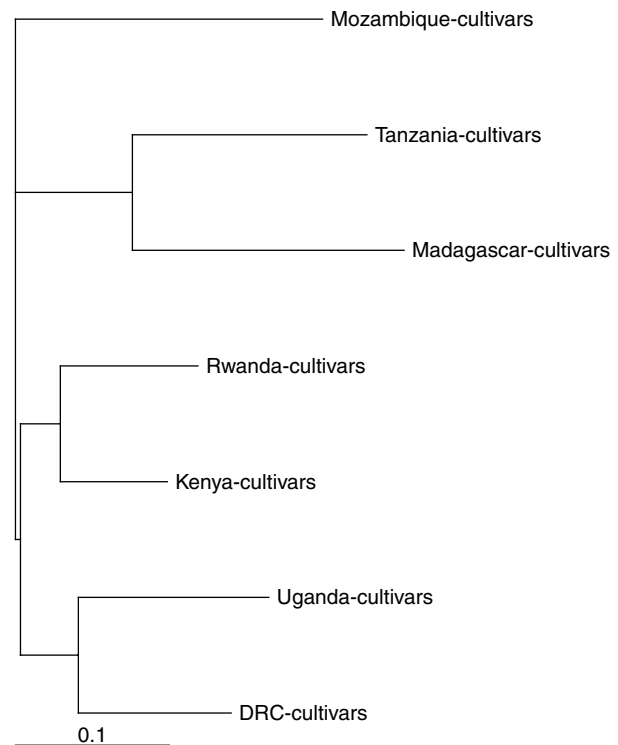 Mozambique-cultivars
Tanzania-cultivars
Madagascar-cultivars
Rwanda-cultivars
Kenya-cultivars
Uganda-cultivars
DRC-cultivars
0.1